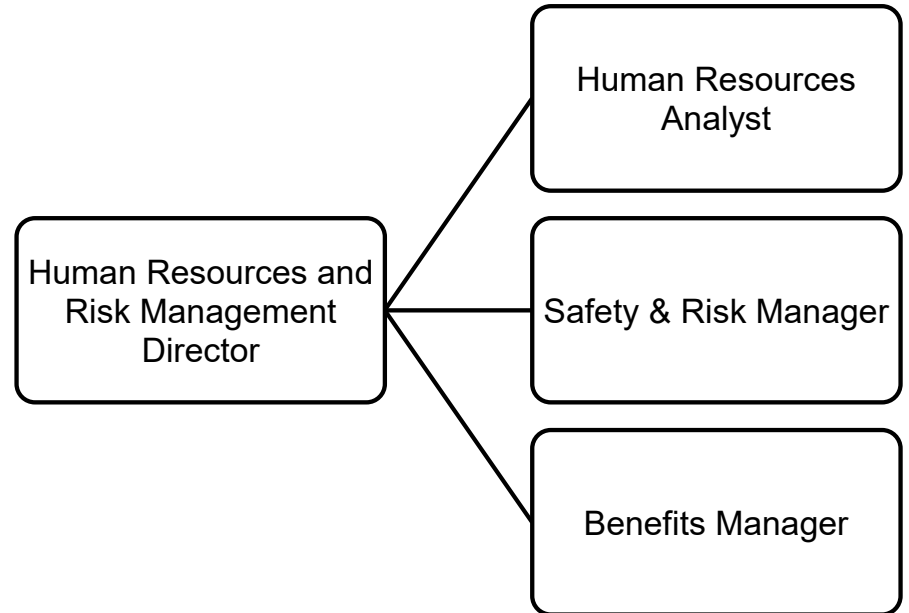 Human Resources
Analyst
Human Resources and
Risk Management
Director
Safety & Risk Manager
Benefits Manager